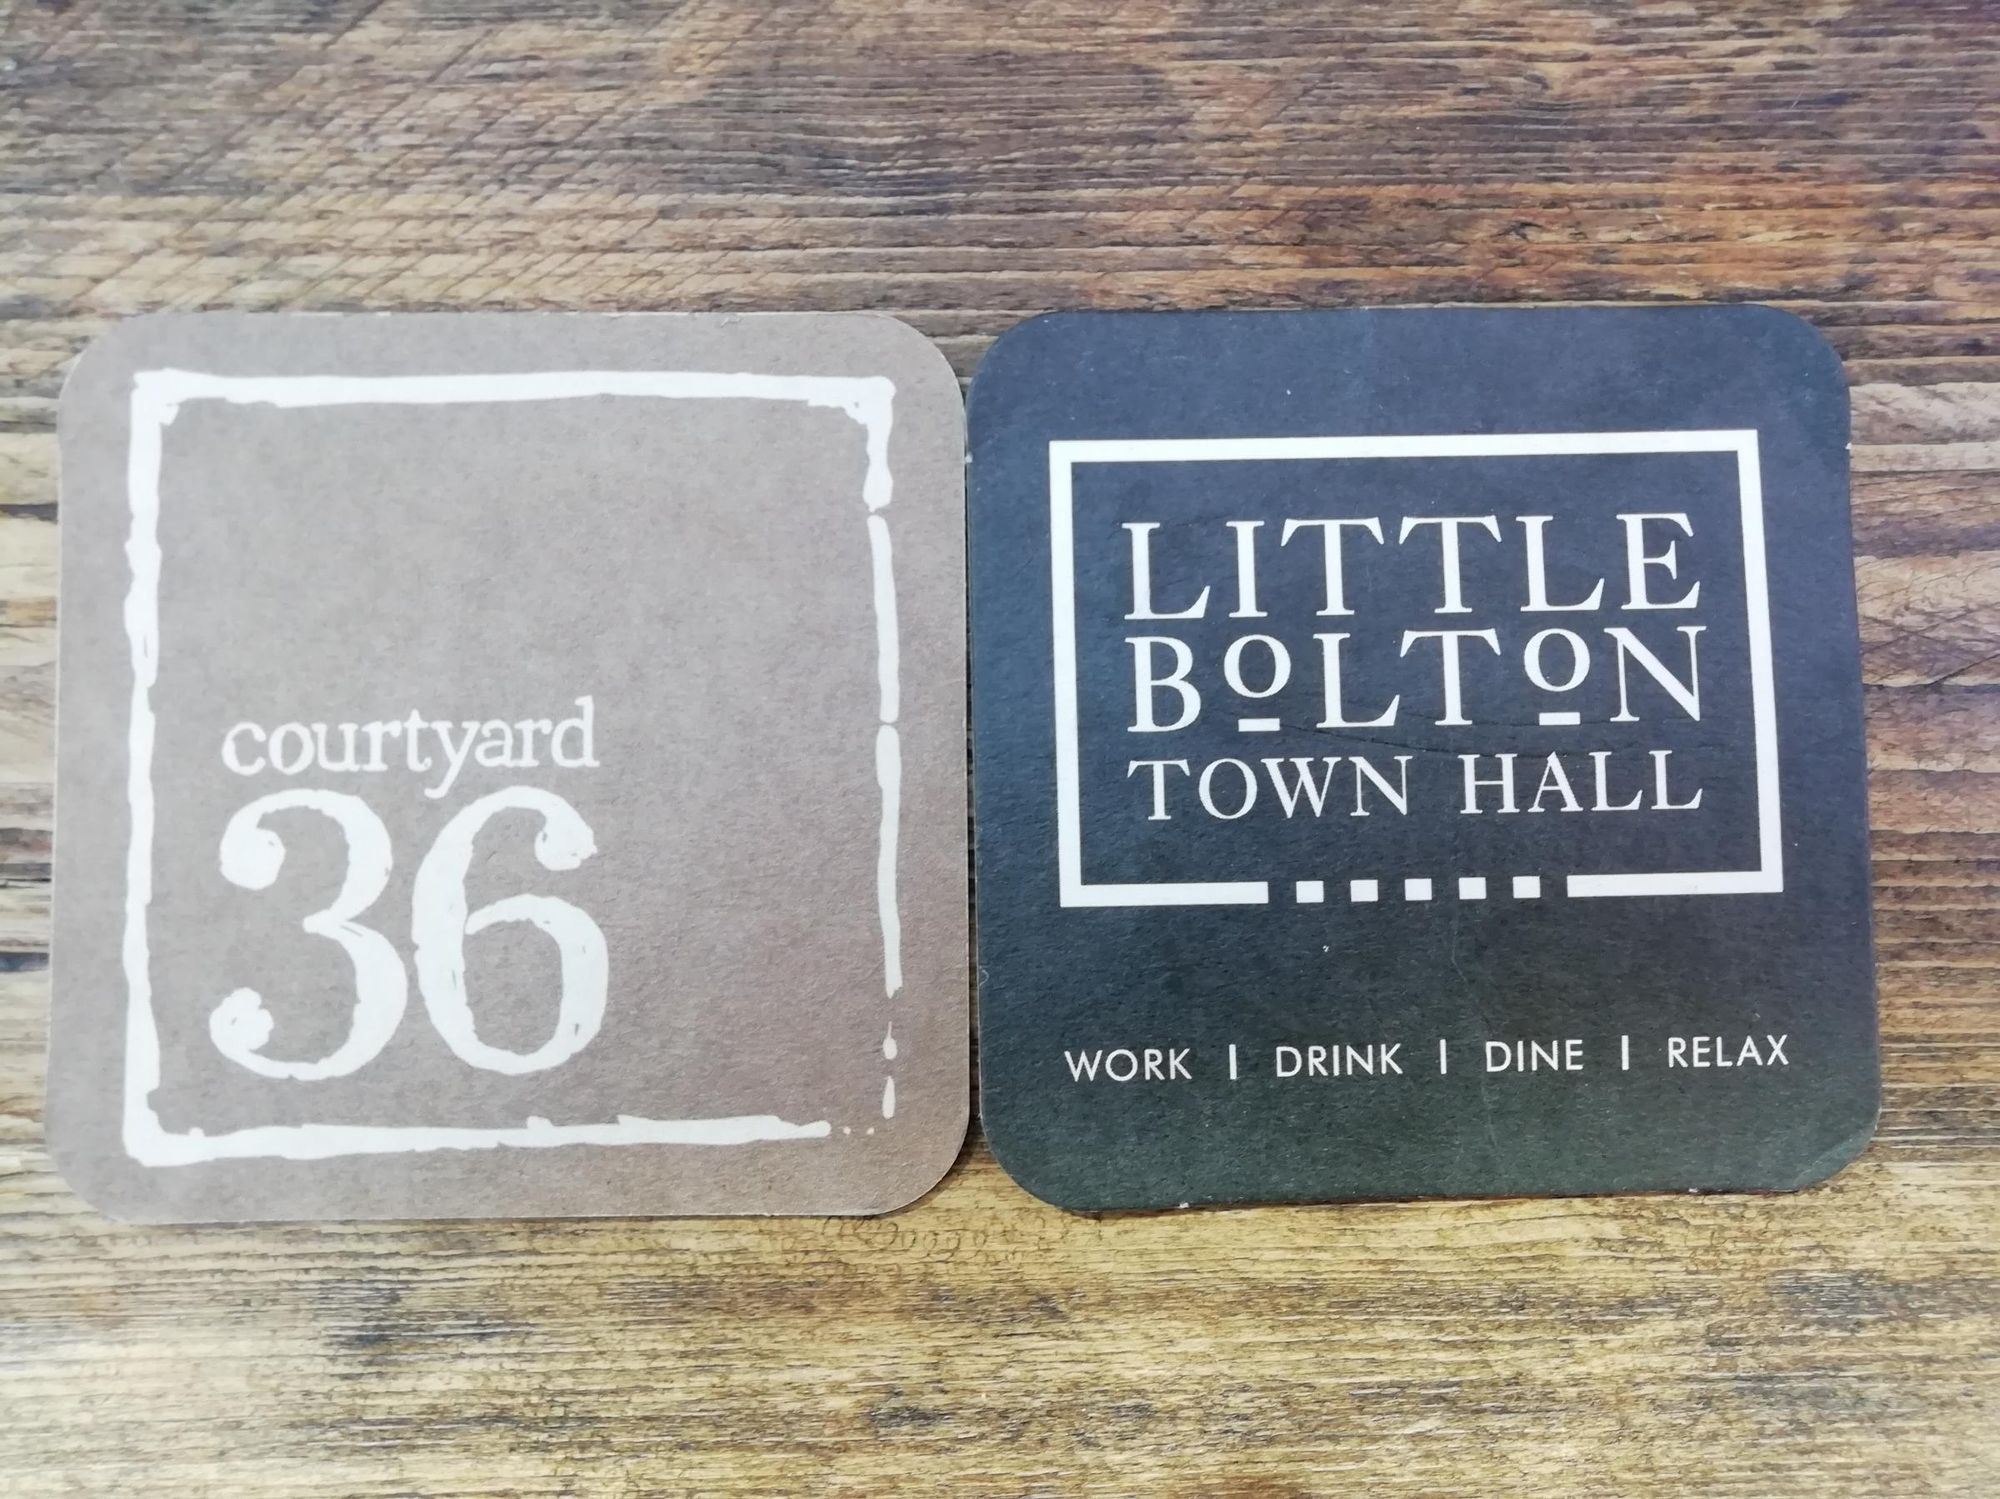 courtyard
36
LITTLE
BOLTON
TOWN HALL
WORK | DRINK | DINE | RELAX